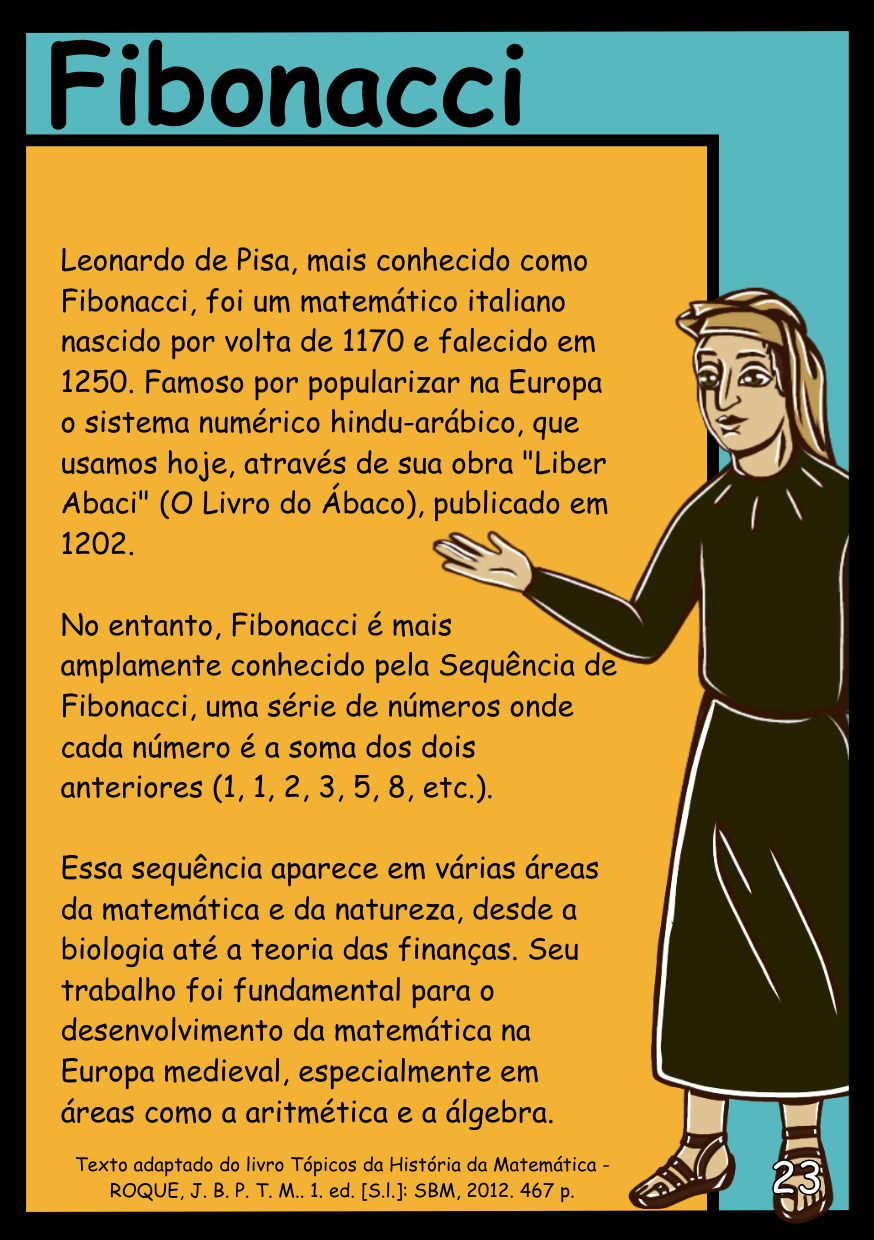 Fibonacci
Leonardo de Pisa, mais conhecido como
Fibonacci, foi um matemático italiano
nascido por volta de 1170 e falecido em
1250. Famoso por popularizar na Europa
o sistema numérico hindu-arábico, que
usamos hoje, através de sua obra "Liber
Abaci" (O Livro do Ábaco), publicado em
1202.
No entanto, Fibonacci é mais
amplamente conhecido pela Sequência de
Fibonacci, uma série de números onde
cada número é a soma dos dois
anteriores (1, 1, 2, 3, 5, 8, etc.).
Essa sequência aparece em várias áreas
da matemática e da natureza, desde a
biologia até a teoria das finanças. Seu
trabalho foi fundamental para o
desenvolvimento da matemática na
Europa medieval, especialmente em
áreas como a aritmética e a álgebra.
Texto adaptado do livro Tópicos da História da Matemática -
ROQUE, J. B. P. T. M.. 1. ed. [S.l.]: SBM, 2012. 467 p.
23